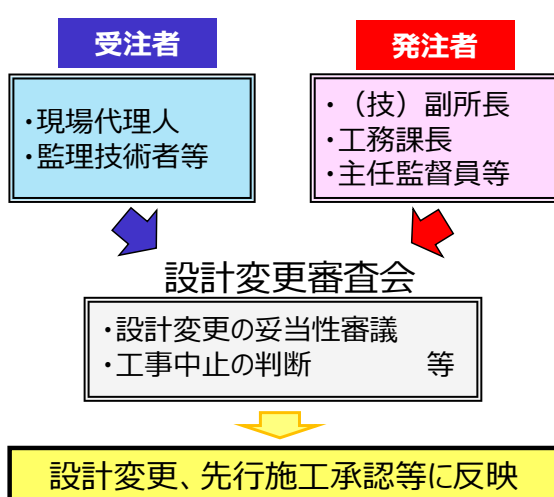 受注者
発注者
・現場代理人
・監理技術者等
・（技）副所長
・工務課長
・主任監督員等
設計変更審査会
・設計変更の妥当性審議
・工事中止の判断　　　　等
設計変更、先行施工承認等に反映